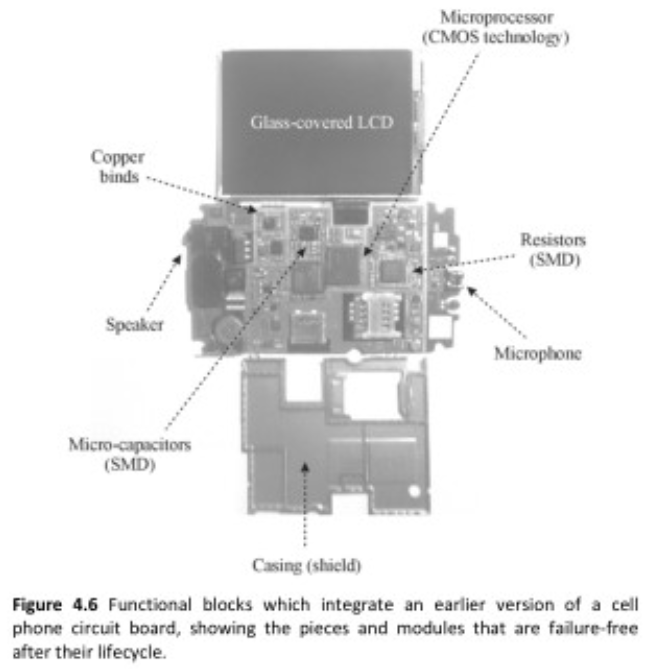 Microprocessor
(CMOS technology)
Glass-covered LCD
Copper
binds
Resistors
(SMD)
Speaker
Microphone
Micro-capacitors
(SMD)
Casing (shield)
Figure 4.6 Functional blocks which integrate an earlier version of a cell
phone circuit board, showing the pieces and modules that are failure-free
after their lifecycle.